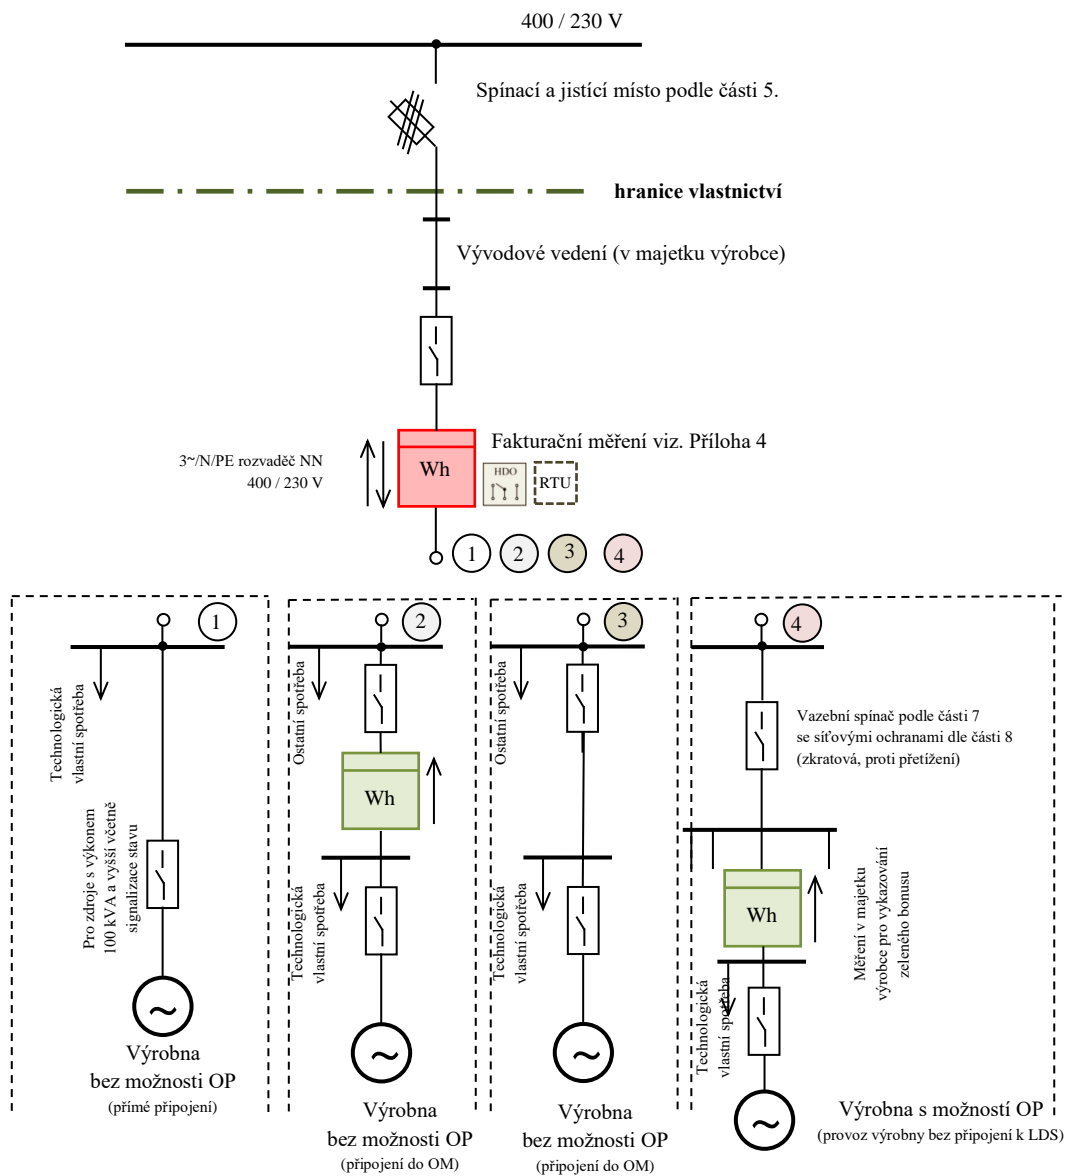 400 / 230 V
Spínací a jistící místo podle části 5.
hranice vlastnictví
Vývodové vedení (v majetku výrobce)
Fakturační měření viz. Příloha 4
3~/N/PE rozvaděč NN
400 / 230 V
Wh
HDO
RTU
1
2
3
4
1
Technologická
vlastní spotřeba
Pro zdroje s výkonem
100 kVA a vyšší včetně
signalizace stavu
~
Výrobna
bez možnosti OP
(přímé připojení)
2
Ostatní spotřeba
Wh
Technologická
vlastní spotřeba
~
Výrobna
bez možnosti OP
(připojení do OM)
3
Ostatní spotřeba
Technologická
vlastní spotřeba
~
Výrobna
bez možnosti OP
(připojení do OM)
4
Vazební spínač podle části 7
se síťovými ochranami dle části 8
(zkratová, proti přetížení)
Wh
Měření v majetku
výrobce pro vykazování
zeleného bonusu
Technologická
vlastní spotřeba
~
Výrobna s možností OP
(provoz výrobny bez připojení k LDS)